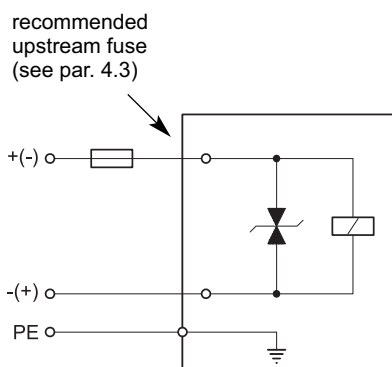 recommended
upstream fuse
(see par. 4.3)
+(-)
-(+)
PE